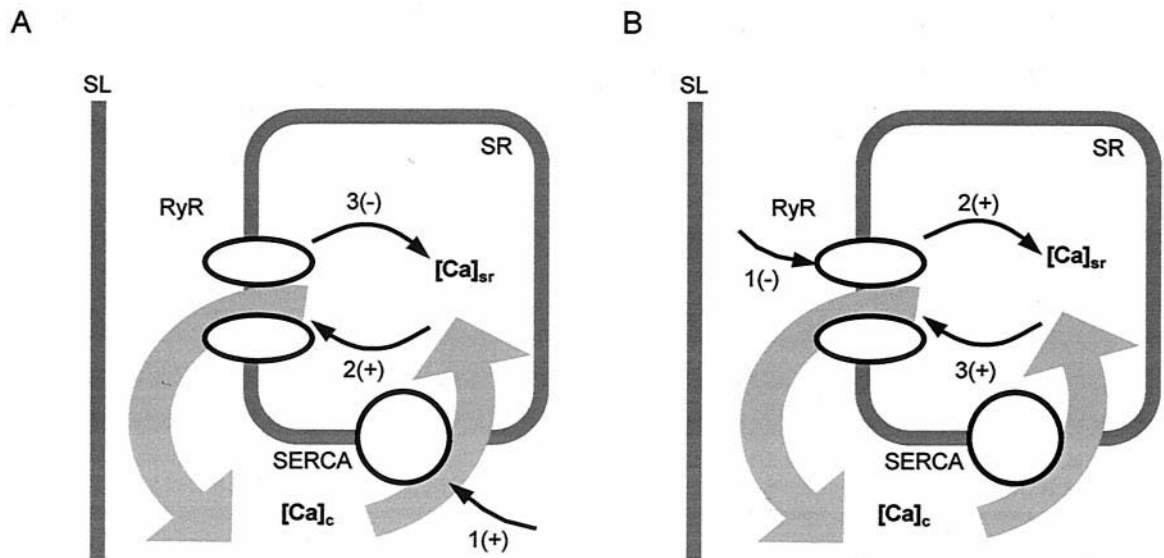 A
SL
SR
RyR
3(-)
[Ca]sr
2(+)
SERCA
[Ca]c
1(+)
B
SL
SR
RyR
2(+)
1(-)
[Ca]sr
3(+)
SERCA
[Ca]c